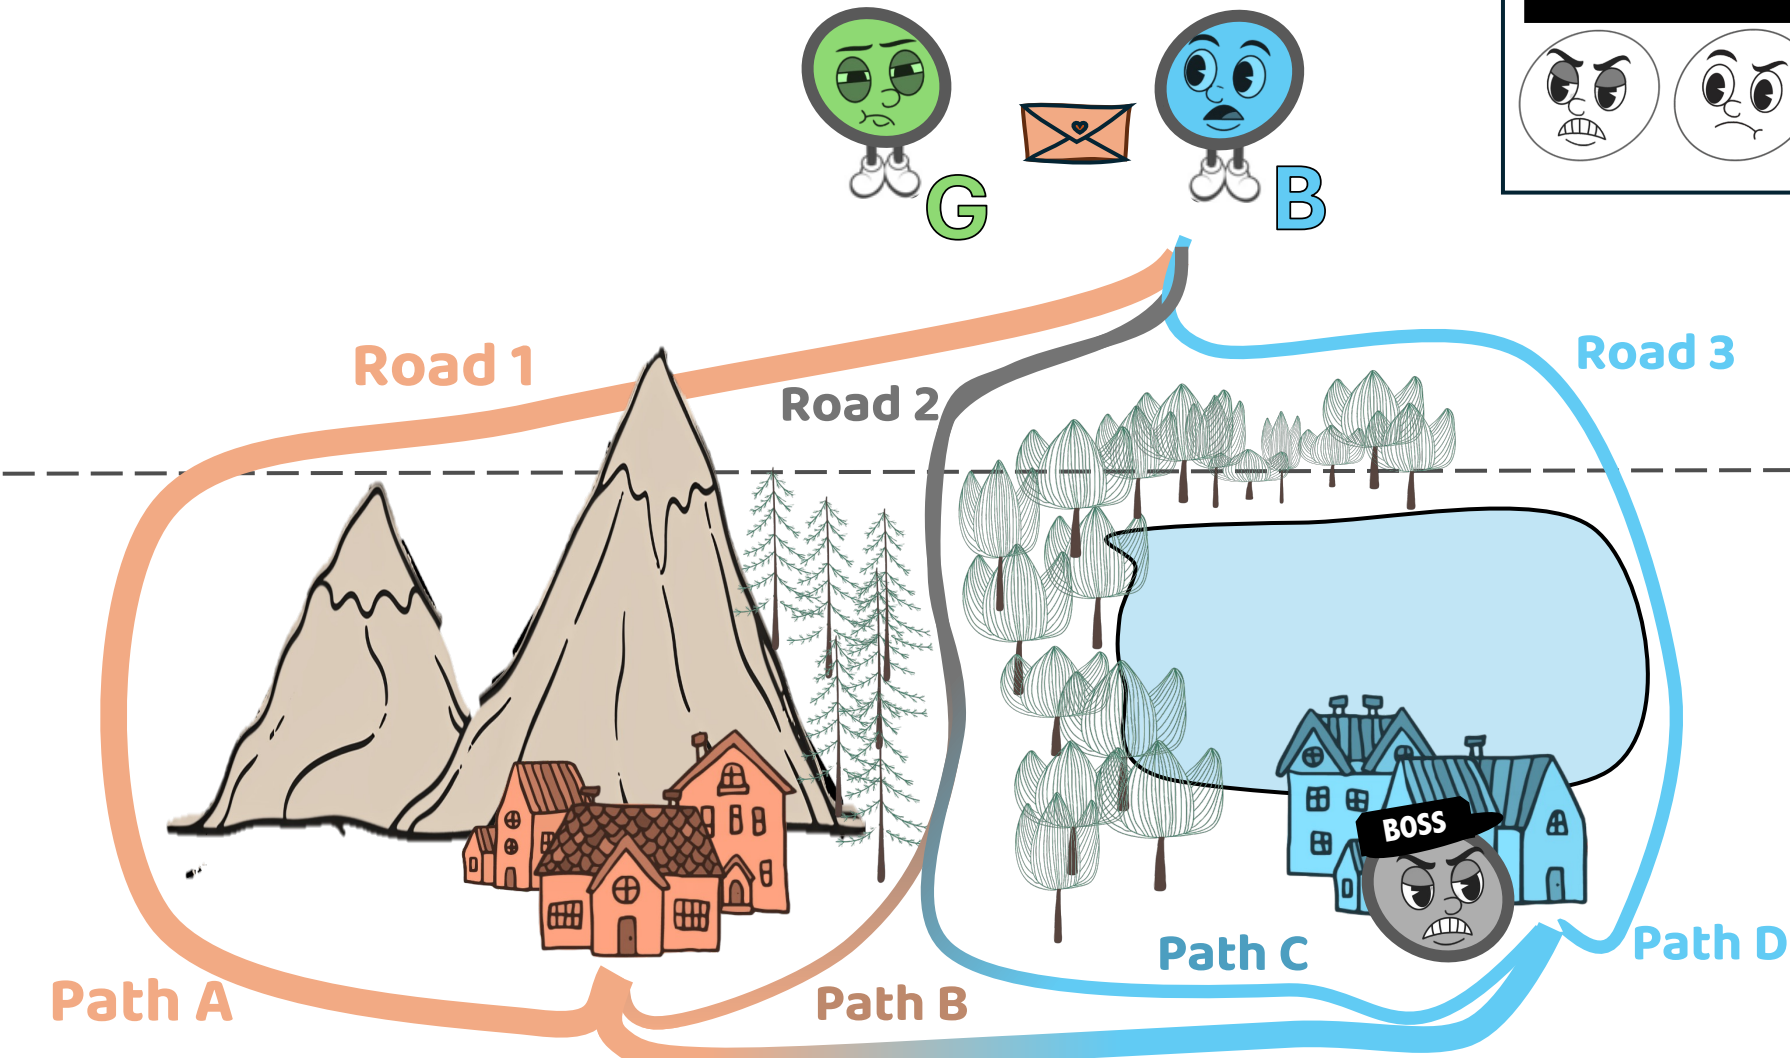 G
B
Road 1
Road 2
Road 3
BOSS
Path A
Path B
Path C
Path D